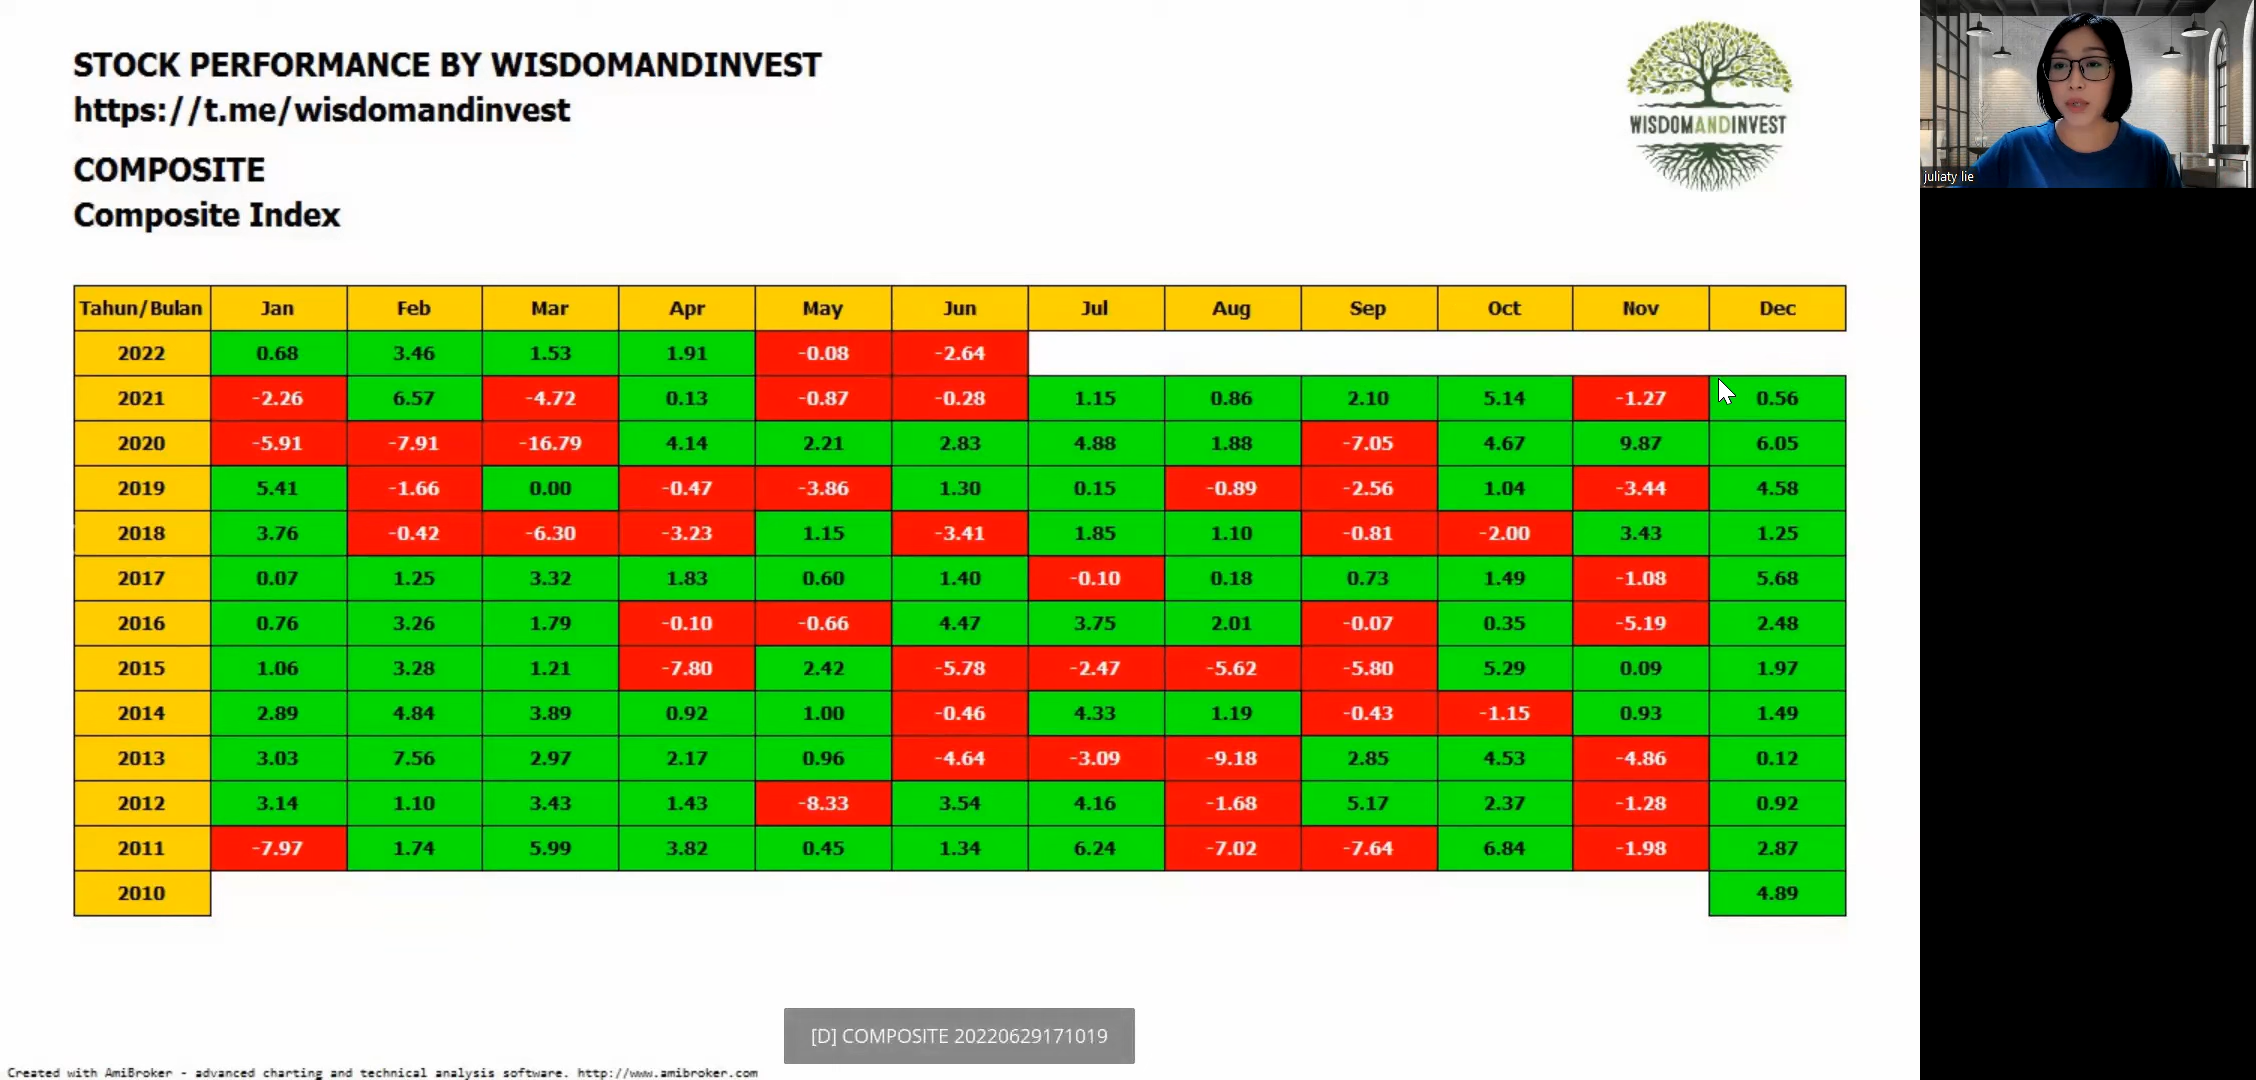 STOCK PERFORMANCE BY WISDOMANDINVEST
https://t.me/wisdomandinvest
COMPOSITE
Composite Index
WISDOMANDINVEST
juliaty lie
Tahun/Bulan Jan Feb Mar Apr May Jun Jul Aug Sep Oct Nov Dec
2022 0.68 3.46 1.53 1.91 -0.08 -2.64
2021 -2.26 6.57 -4.72 0.13 -0.87 -0.28 1.15 0.86 2.10 5.14 -1.27 0.56
2020 -5.91 -7.91 -16.79 4.14 2.21 2.83 4.88 1.88 -7.05 4.67 9.87 6.05
2019 5.41 -1.66 0.00 -0.47 -3.86 1.30 0.15 -0.89 -2.56 1.04 -3.44 4.58
2018 3.76 -0.42 -6.30 -3.23 1.15 -3.41 1.85 1.10 -0.81 -2.00 3.43 1.25
2017 0.07 1.25 3.32 1.83 0.60 1.40 -0.10 0.18 0.73 1.49 -1.08 5.68
2016 0.76 3.26 1.79 -0.10 -0.66 4.47 3.75 2.01 -0.07 0.35 -5.19 2.48
2015 1.06 3.28 1.21 -7.80 2.42 -5.78 -2.47 -5.62 -5.80 5.29 0.09 1.97
2014 2.89 4.84 3.89 0.92 1.00 -0.46 4.33 1.19 -0.43 -1.15 0.93 1.49
2013 3.03 7.56 2.97 2.17 0.96 -4.64 -3.09 -9.18 2.85 4.53 -4.86 0.12
2012 3.14 1.10 3.43 1.43 -8.33 3.54 4.16 -1.68 5.17 2.37 -1.28 0.92
2011 -7.97 1.74 5.99 3.82 0.45 1.34 6.24 -7.02 -7.64 6.84 -1.98 2.87
2010 4.89
[D] COMPOSITE 20220629171019
Created with AmiBroker - advanced charting and technical analysis software. http://www.amibroker.com